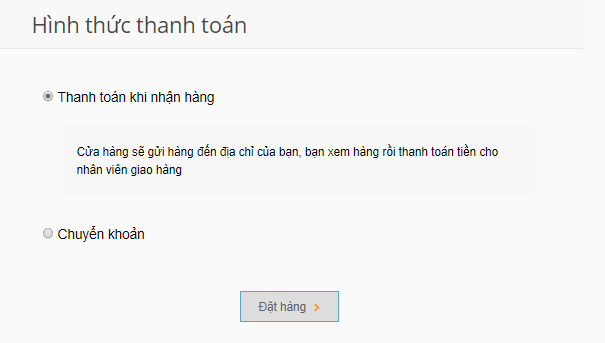 Hình thức thanh toán
Thanh toán khi nhận hàng
Cửa hàng sẽ gửi hàng đến địa chỉ của bạn, bạn xem hàng rồi thanh toán tiền cho
nhân viên giao hàng
Chuyển khoản
Đặt hàng